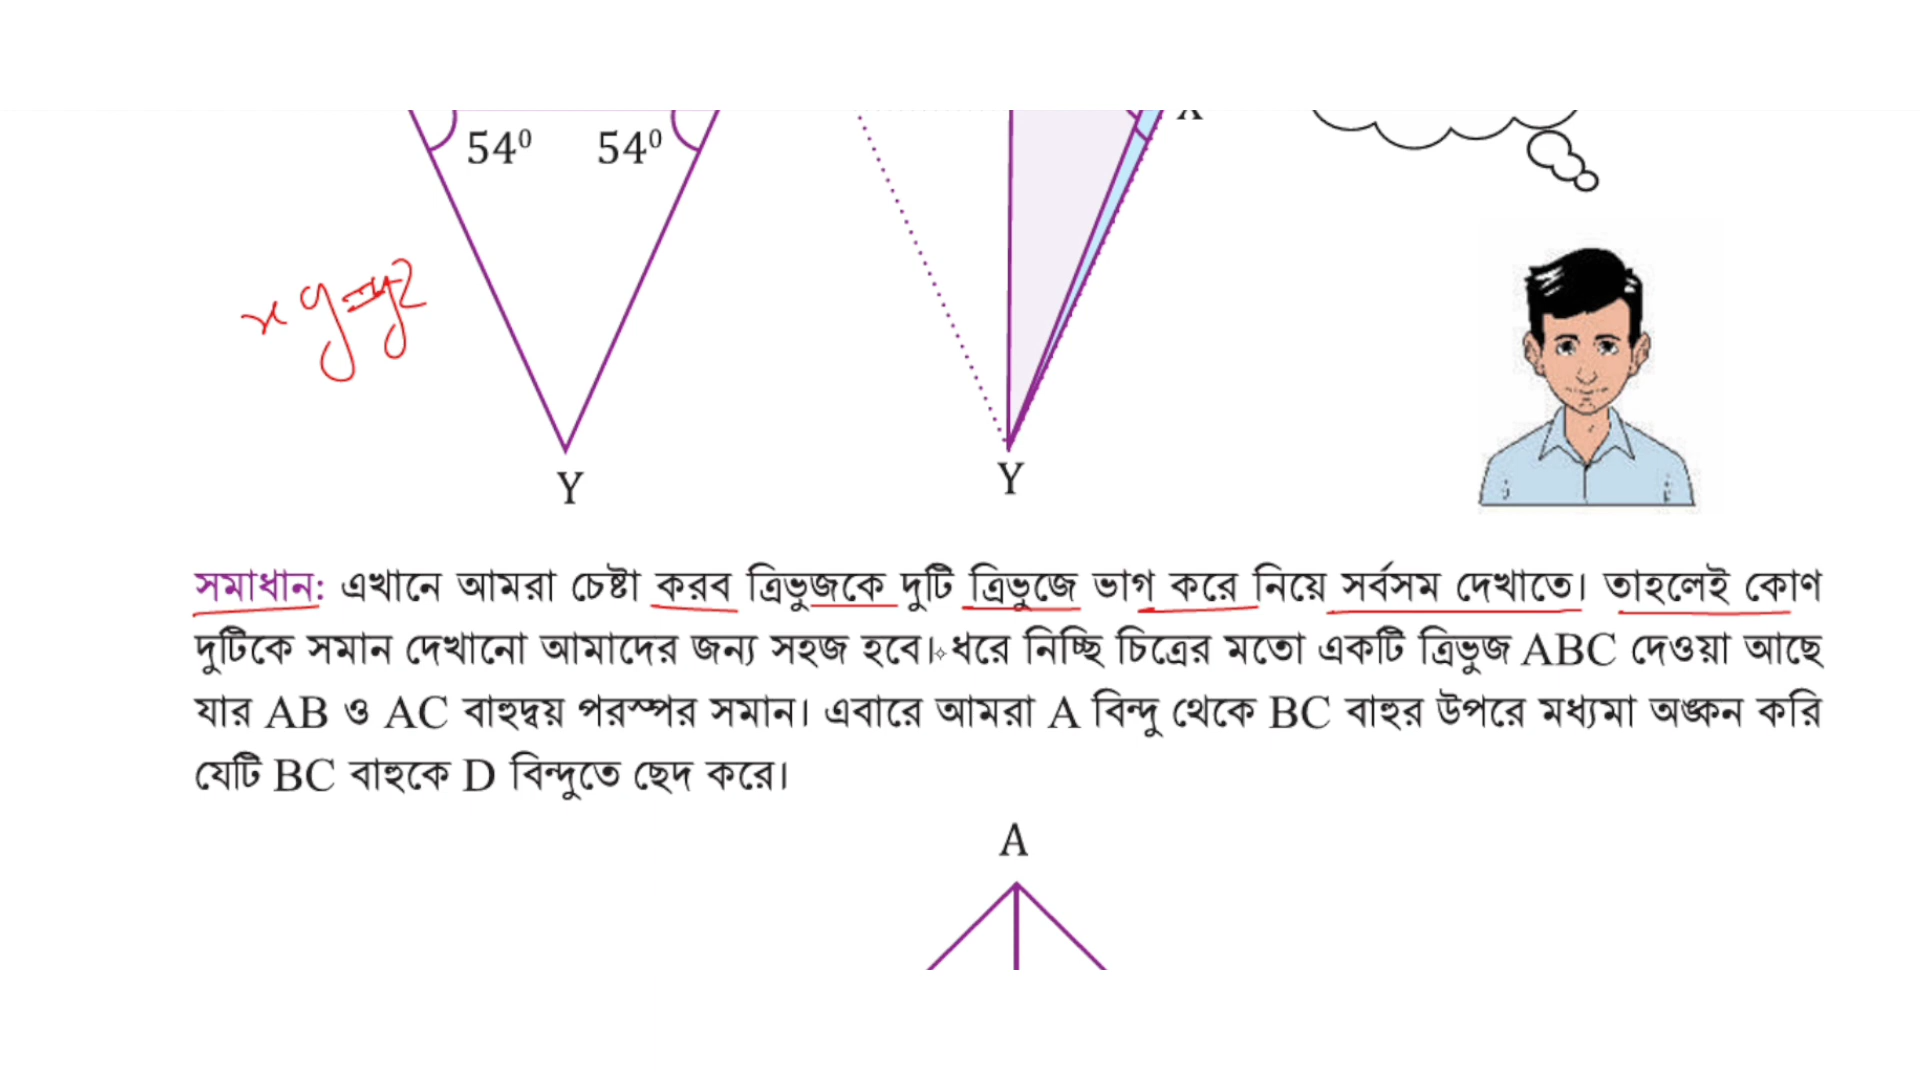 54⁰ 54⁰
xy=yz
Y
Y
সমাধান: এখানে আমরা চেষ্টা করব ত্রিভুজকে দুটি ত্রিভুজে ভাগ করে নিয়ে সর্বসম দেখাতে। তাহলেই কোণ
দুটিকে সমান দেখানো আমাদের জন্য সহজ হবে। ধরে নিচ্ছি চিত্রের মতো একটি ত্রিভুজ ABC দেওয়া আছে
যার AB ও AC বাহুদ্বয় পরস্পর সমান। এবারে আমরা A বিন্দু থেকে BC বাহুর উপরে মধ্যমা অঙ্কন করি
যেটি BC বাহুকে D বিন্দুতে ছেদ করে।
A